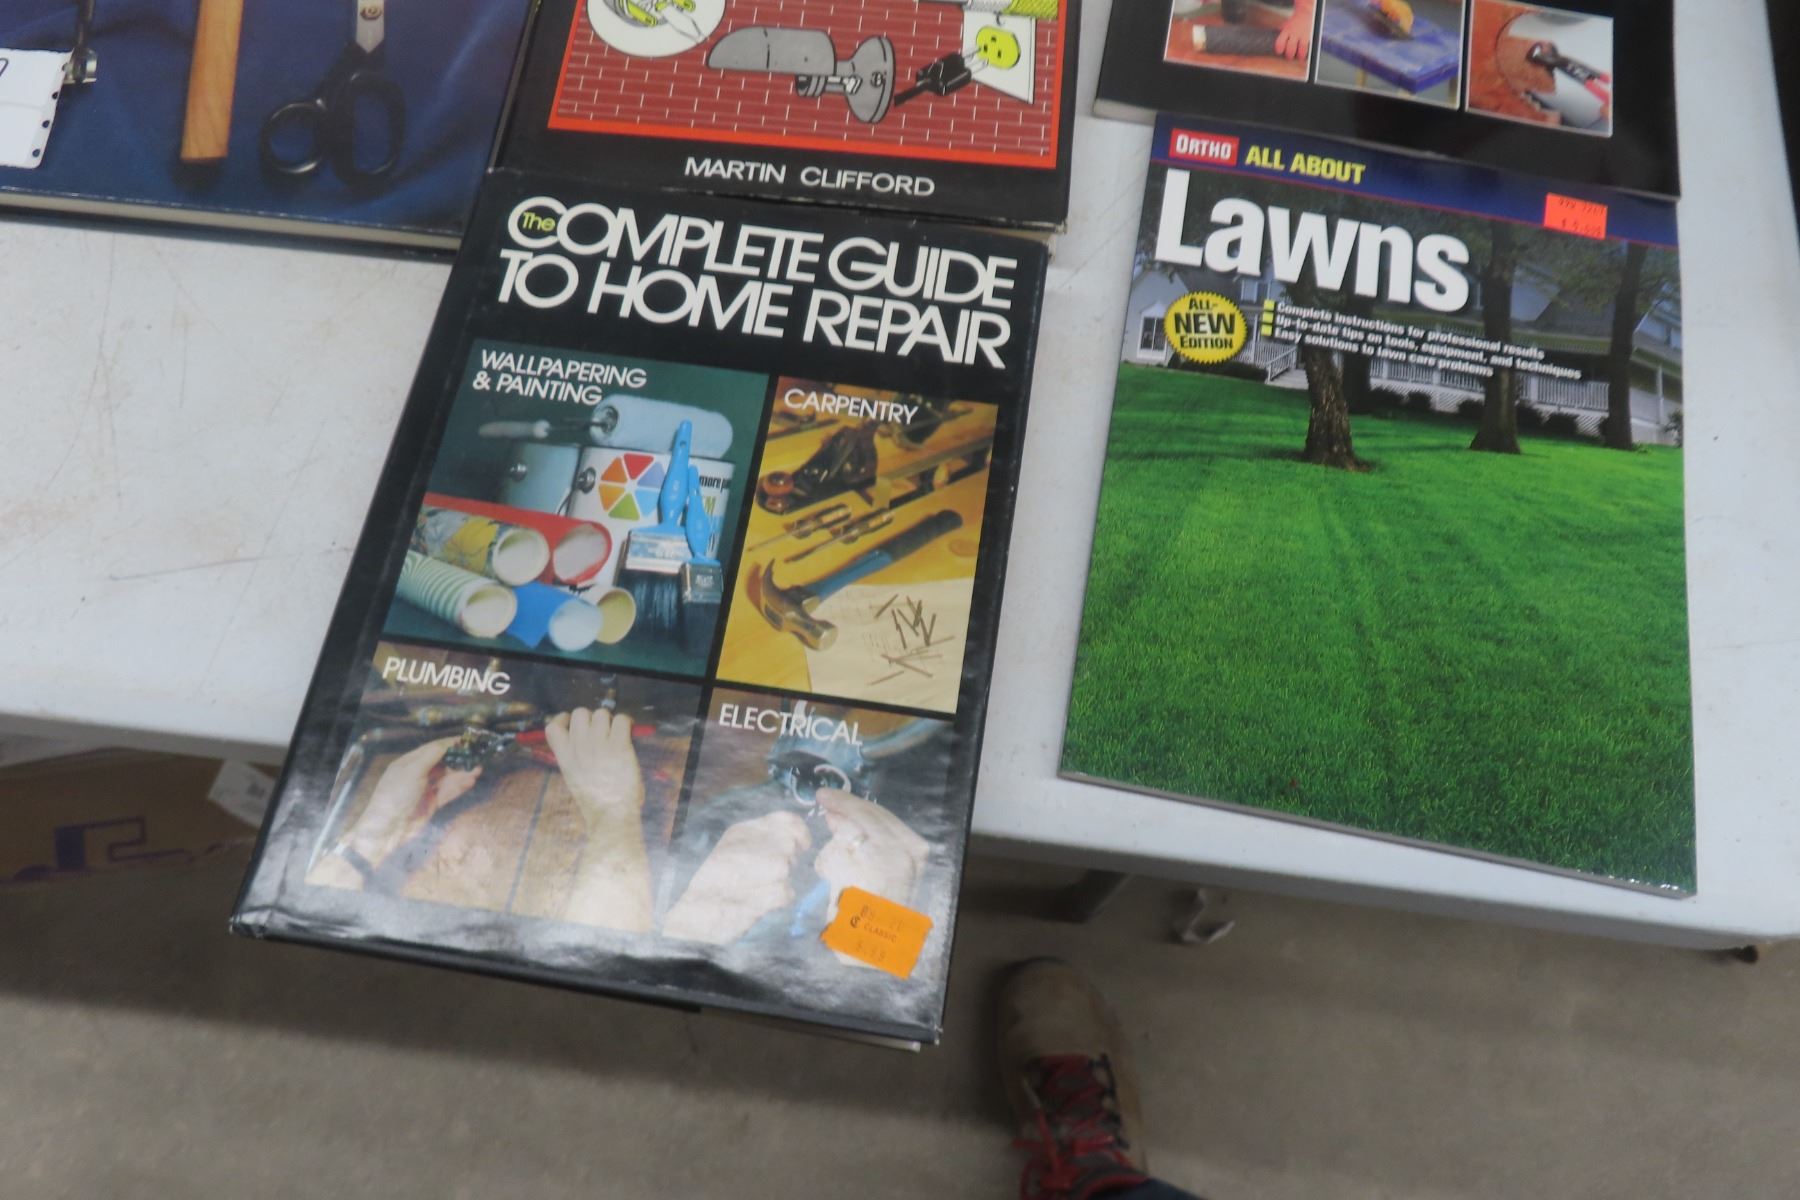 MARTIN CLIFFORD
The COMPLETE GUIDE
TO HOME REPAIR
WALLPAPERING
& PAINTING
CARPENTRY
PLUMBING
ELECTRICAL
CLASSIC
ORTHO ALL ABOUT
Lawns
ALL-
NEW
EDITION
Complete instructions for professional results
Up-to-date tips on tools, equipment, and techniques
Easy solutions to lawn care problems